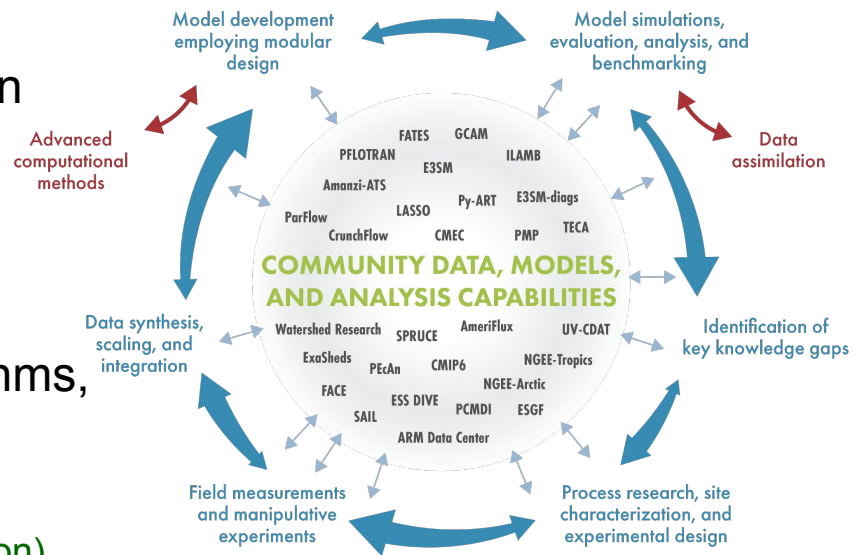 Model development
employing modular
design
Model simulations,
evaluation, analysis, and
benchmarking
n
Advanced
computational
methods
Data
assimilation
FATES
GCAM
PFLOTRAN
E3SM
ILAMB
Amanzi-ATS
Py-ART
E3SM-diags
ParFlow
LASSO
CrunchFlow
CMEC
PMP
TECA
COMMUNITY DATA, MODELS,
AND ANALYSIS CAPABILITIES
Data synthesis,
scaling, and
integration
Identification of
key knowledge gaps
Watershed Research
SPRUCE
AmeriFlux
UV-CDAT
ExaSheds
PEcAn
CMIP6
NGEE-Tropics
NGEE-Arctic
FACE
ESS DIVE
SAIL
PCMDI
ESGF
ARM Data Center
hms,
Field measurements
and manipulative
experiments
Process research, site
characterization, and
experimental design
on)